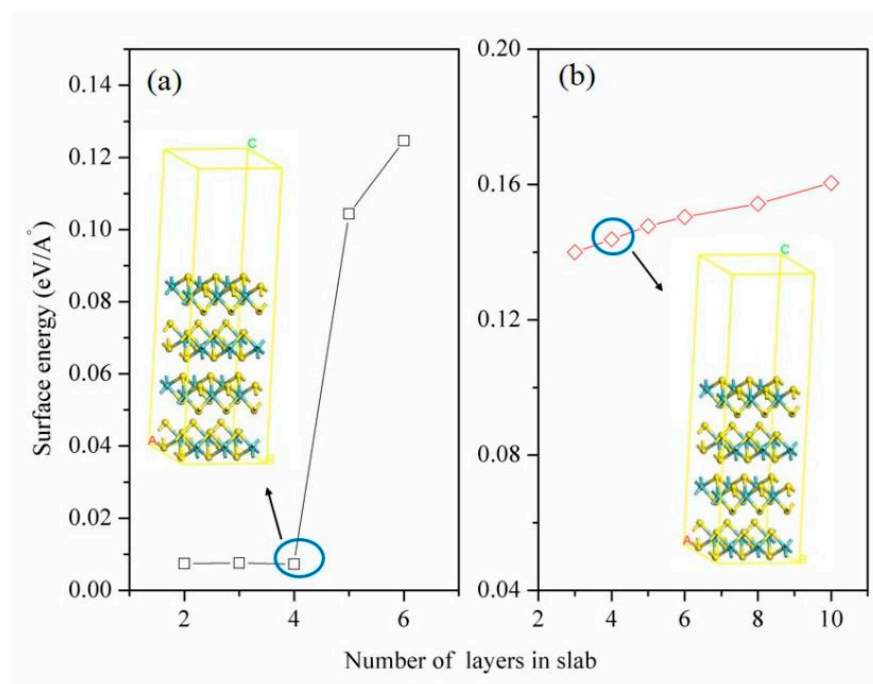 (a)
0.14
0.12
0.10
0.08
0.06
0.04
0.02
0.00
2
4
6
Surface energy (eV/A°)
C
A
B
(b)
0.20
0.16
0.12
0.08
0.04
2
4
6
8
10
C
A
B
Number of layers in slab